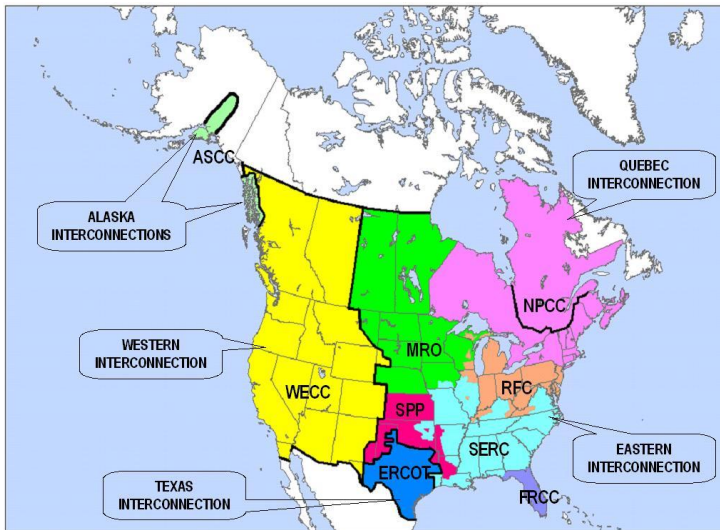 ASCC
ALASKA
INTERCONNECTIONS
QUEBEC
INTERCONNECTION
NPCC
WESTERN
INTERCONNECTION
MRO
WECC
RFC
SPP
SERC
EASTERN
INTERCONNECTION
ERCOT
TEXAS
INTERCONNECTION
FRCC